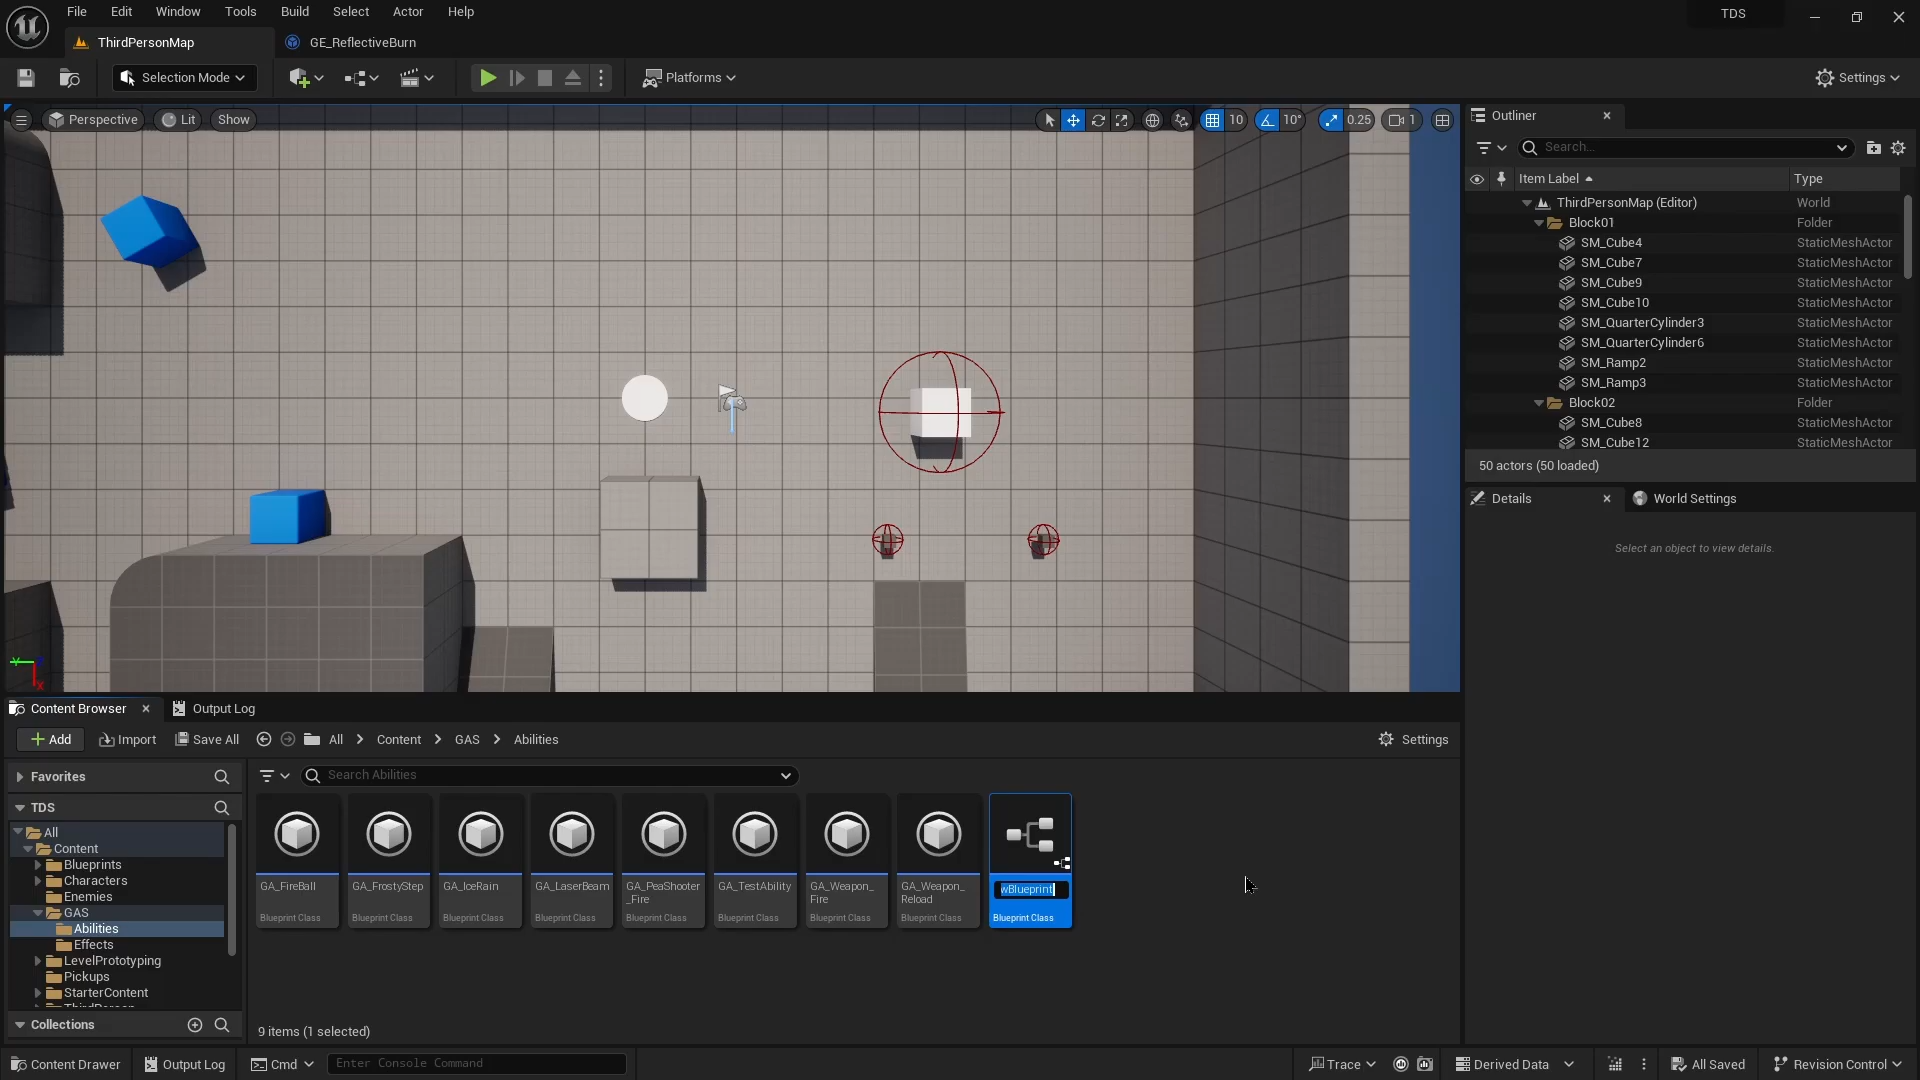 File Edit Window Tools Build Select Actor Help TDS
ThirdPersonMap GE_ReflectiveBurn
Selection Mode Platforms Settings
Perspective Lit Show 10 10° 0.25 1
Outliner
Search...
Item Label Type
ThirdPersonMap (Editor) World
Block01 Folder
SM_Cube4 StaticMeshActor
SM_Cube7 StaticMeshActor
SM_Cube9 StaticMeshActor
SM_Cube10 StaticMeshActor
SM_QuarterCylinder3 StaticMeshActor
SM_QuarterCylinder6 StaticMeshActor
SM_Ramp2 StaticMeshActor
SM_Ramp3 StaticMeshActor
Block02 Folder
SM_Cube8 StaticMeshActor
SM_Cube12 StaticMeshActor
50 actors (50 loaded)
Details World Settings
Select an object to view details.
Content Browser Output Log
Add Import Save All All Content GAS Abilities Settings
Favorites
Search Abilities
TDS
All
Content
Blueprints
Characters
Enemies
GAS
Abilities
Effects
LevelPrototyping
Pickups
StarterContent
ThirdPerson
Collections
GA_FireBall
Blueprint Class
GA_FrostyStep
Blueprint Class
GA_IceRain
Blueprint Class
GA_LaserBeam
Blueprint Class
GA_PeaShooter
_Fire
Blueprint Class
GA_TestAbility
Blueprint Class
GA_Weapon_
Fire
Blueprint Class
GA_Weapon_
Reload
Blueprint Class
wBlueprint
Blueprint Class
9 items (1 selected)
Content Drawer Output Log Cmd Enter Console Command Trace Derived Data All Saved Revision Control